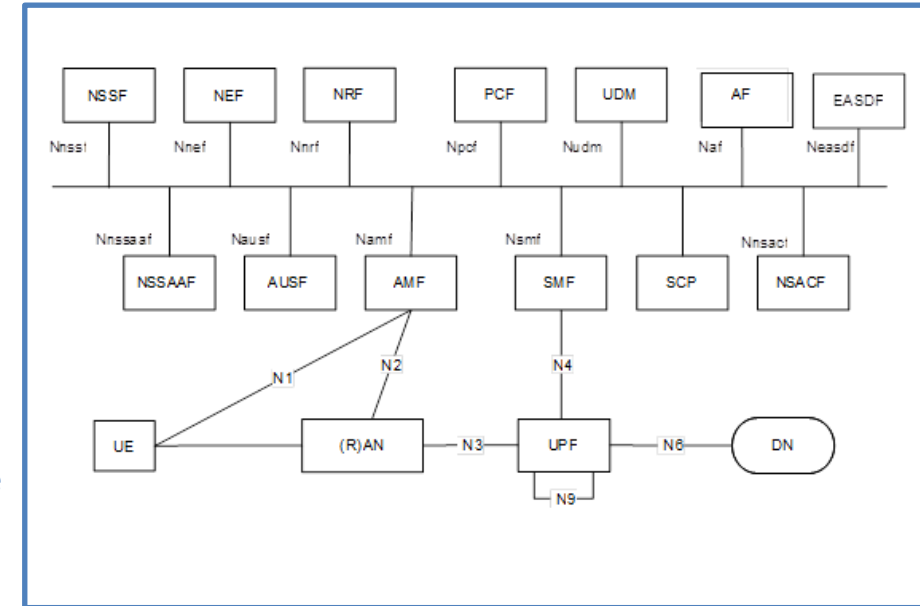 NSSF NEF NRF PCF UDM AF EASDF
Nnssf Nnef Nnrf Npcf Nudm Naf Neasdf
Nnssaaf Nausf Namf Nsmf Nnsacf
NSSAAF AUSF AMF SMF SCP NSACF
N1 N2 N4
UE (R)AN N3 UPF N6 DN
N9